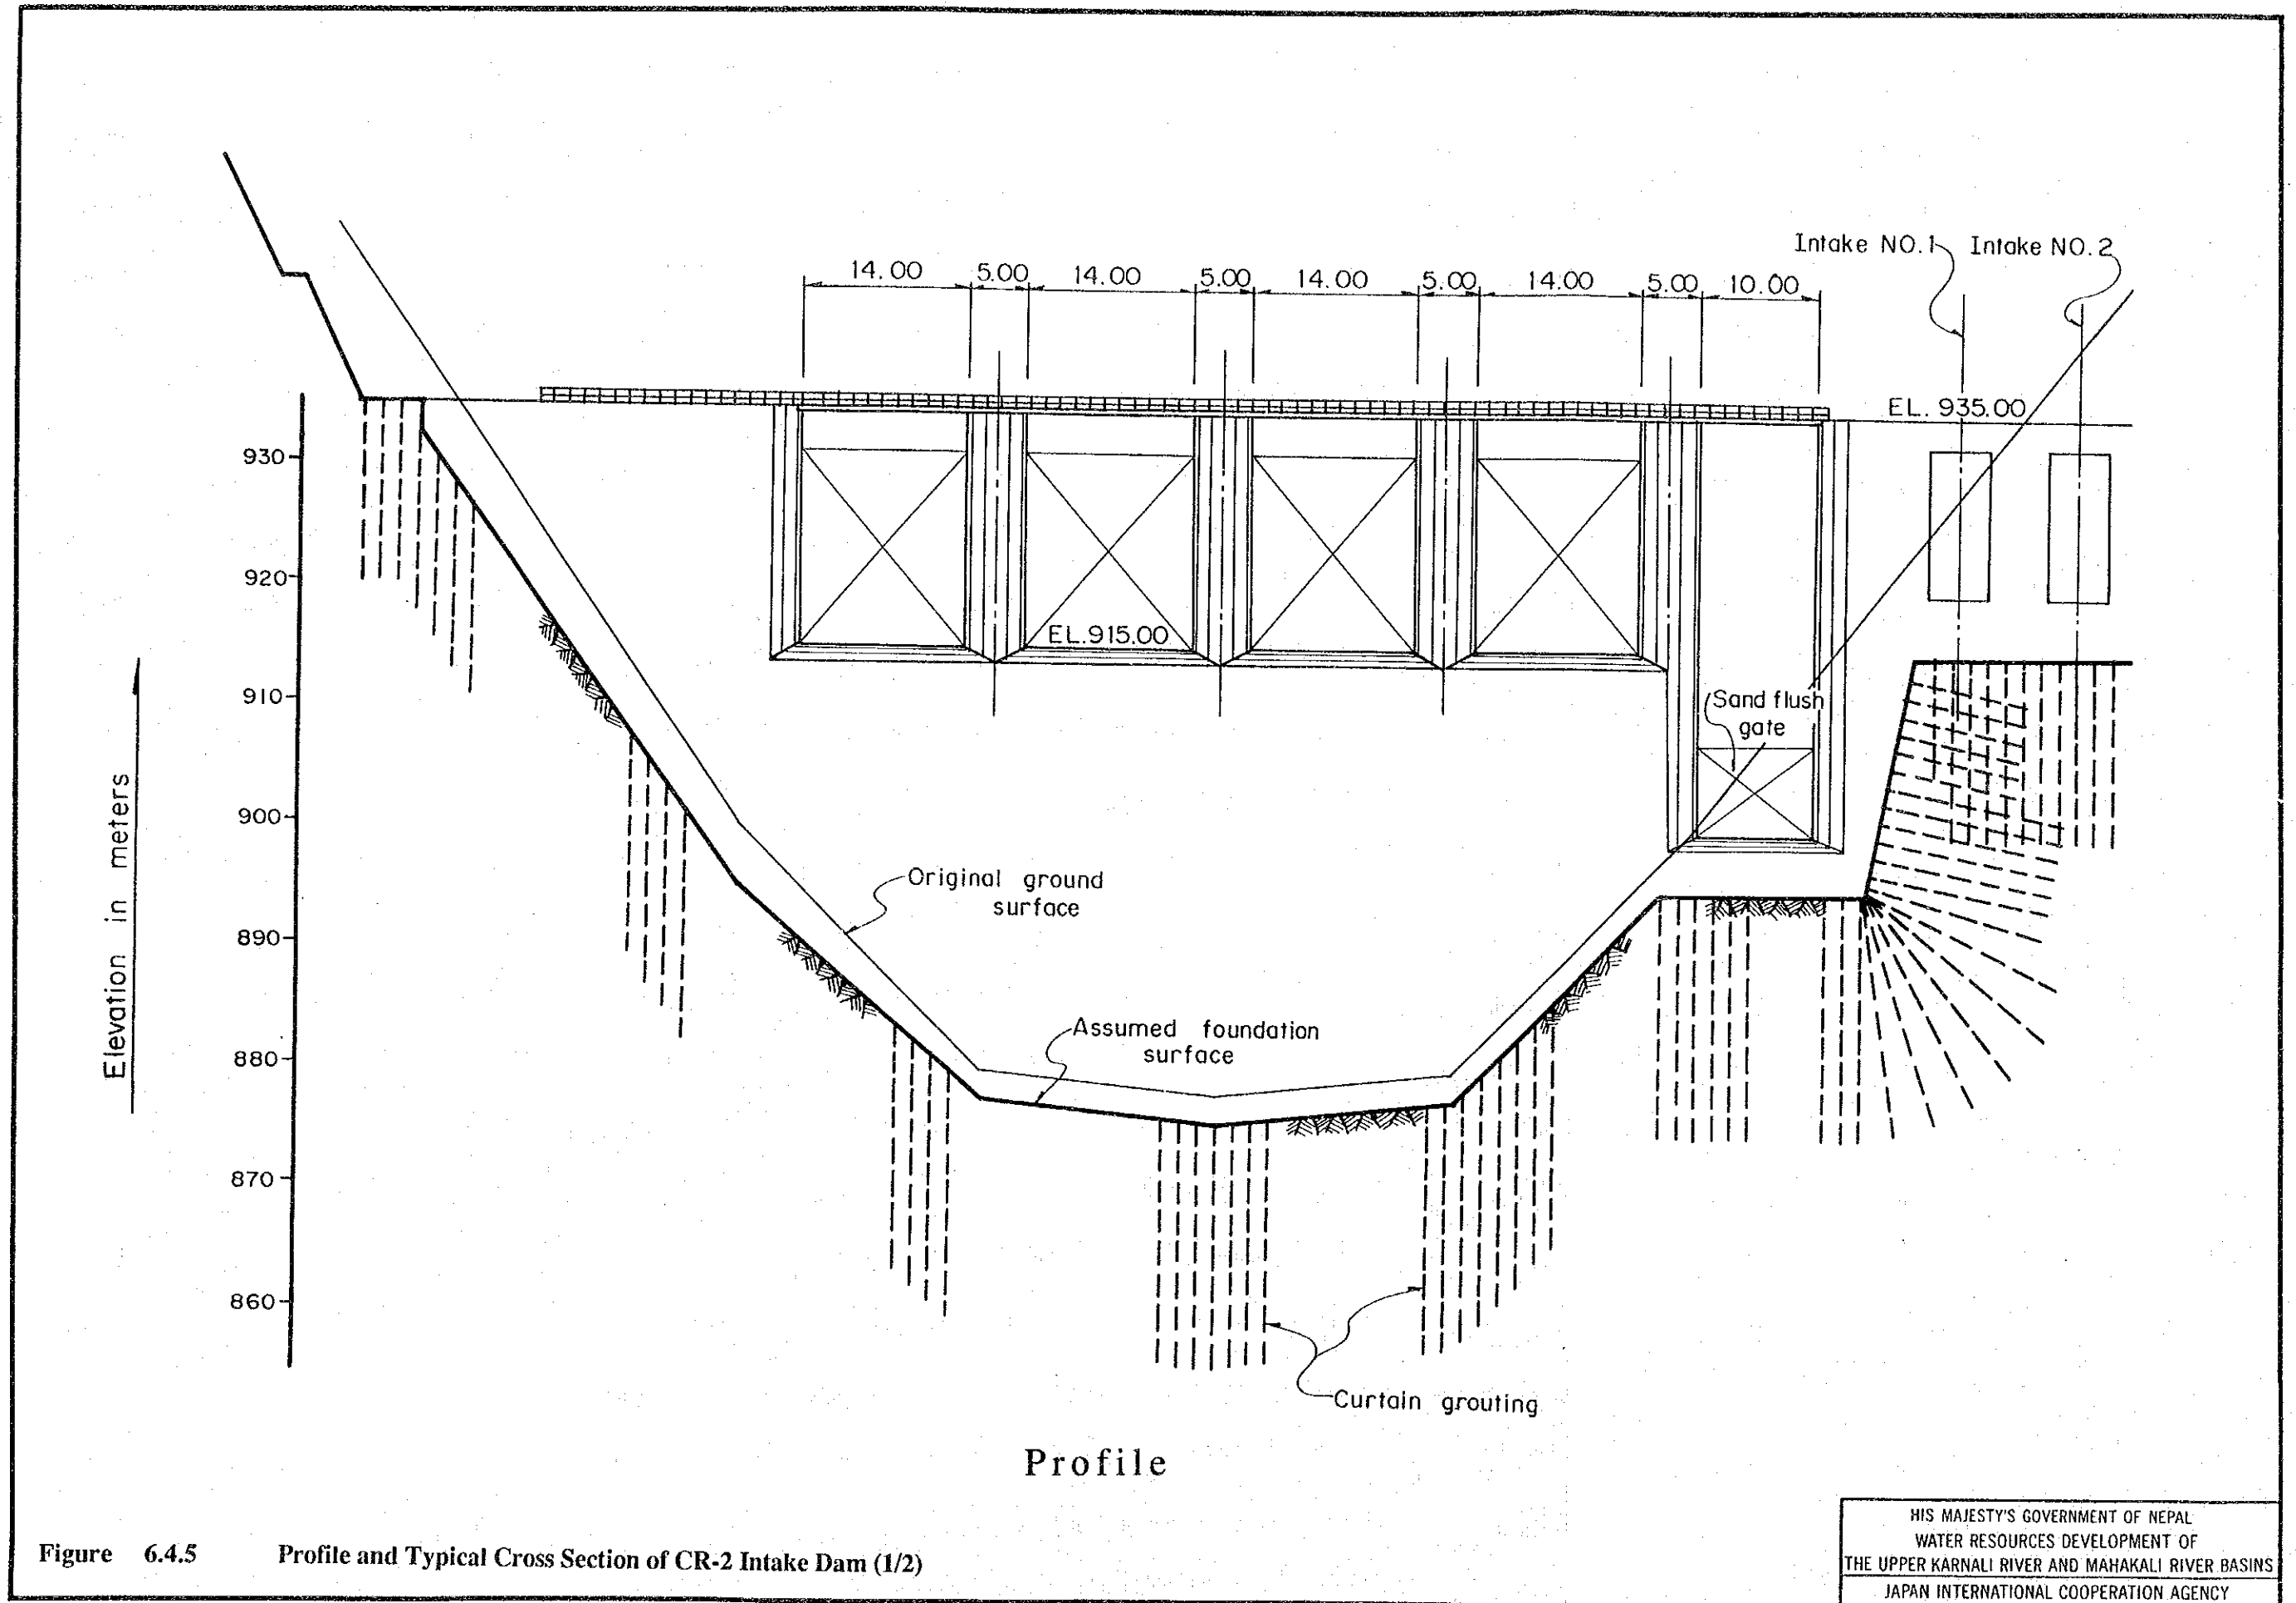 Intake NO.1 Intake NO.2
14.00 5.00 14.00 5.00 14.00 5.00 14.00 5.00 10.00
EL. 935.00
930
920
EL.915.00
910
Sand flush
gate
900
Elevation in meters
Original ground
surface
890
880
Assumed foundation
surface
870
860
Curtain grouting
Profile
Figure 6.4.5 Profile and Typical Cross Section of CR-2 Intake Dam (1/2)
HIS MAJESTY'S GOVERNMENT OF NEPAL
WATER RESOURCES DEVELOPMENT OF
THE UPPER KARNALI RIVER AND MAHAKALI RIVER BASINS
JAPAN INTERNATIONAL COOPERATION AGENCY